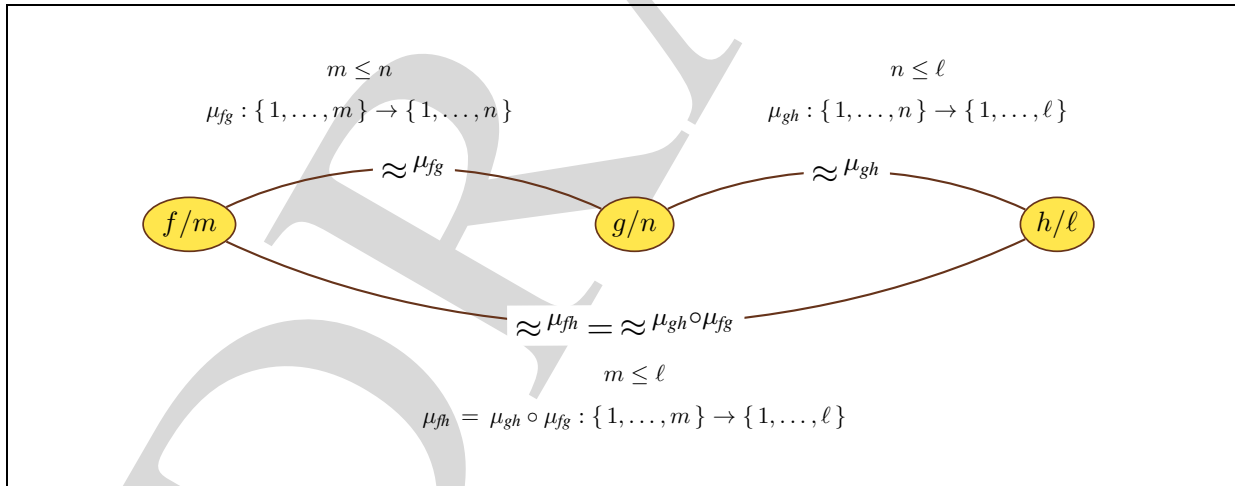 m ≤ n    n ≤ ℓ
μ_fg : { 1, . . . , m } → { 1, . . . , n }    μ_gh : { 1, . . . , n } → { 1, . . . , ℓ }
≈^μ_fg    ≈^μ_gh
f/m    g/n    h/ℓ
≈^μ_fh = ≈^μ_gh∘μ_fg
m ≤ ℓ
μ_fh = μ_gh ∘ μ_fg : { 1, . . . , m } → { 1, . . . , ℓ }